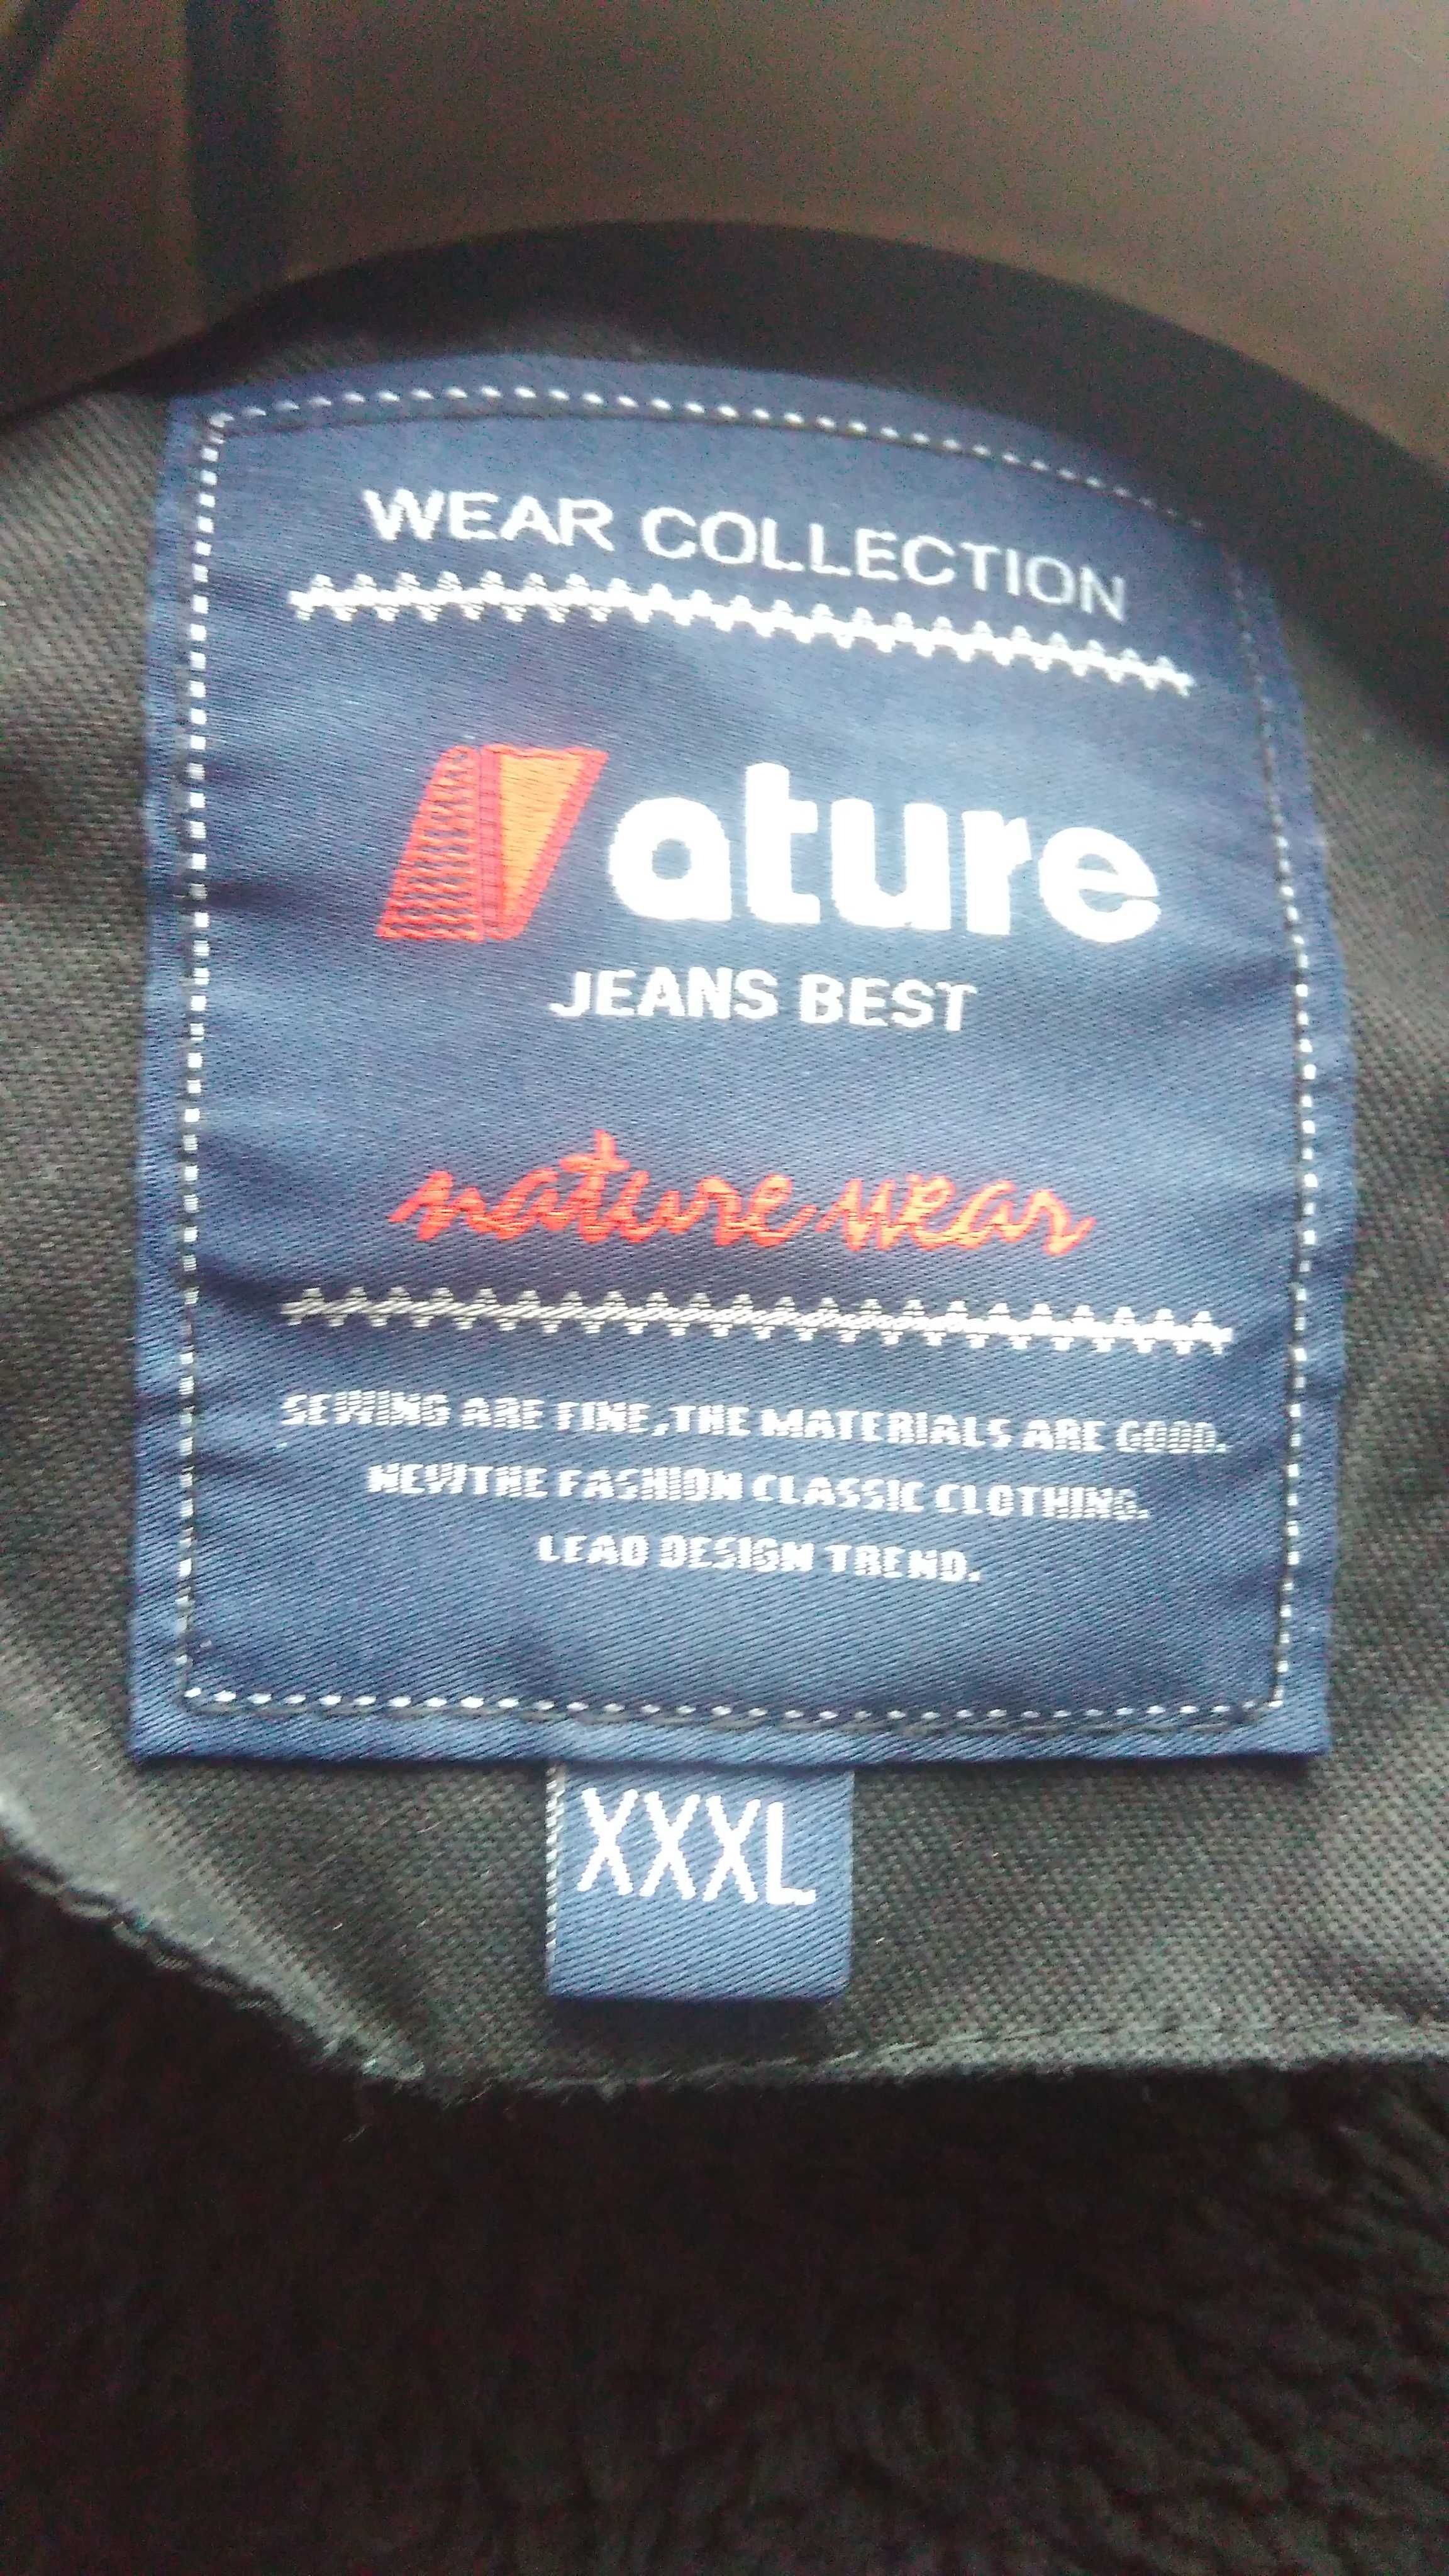 WEAR COLLECTION
Nature
JEANS BEST
nature wear
SEWING ARE FINE,THE MATERIALS ARE GOOD.
NEWTHE FASHION CLASSIC CLOTHING.
LEAD DESIGN TREND.
XXXL